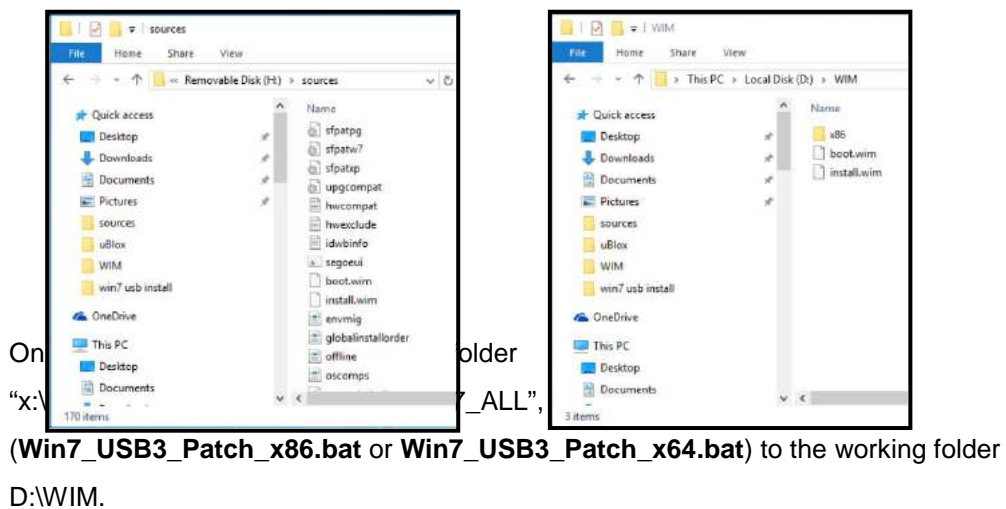 sources
File Home Share View
« Removable Disk (H:) > sources
Quick access
Desktop
Downloads
Documents
Pictures
sources
uBlox
WIM
win7 usb install
OneDrive
This PC
Desktop
Documents
170 items
Name
sfpatpg
sfpatw7
sfpatxp
upgcompat
hwcompat
hwexclude
idwbinfo
segoeui
boot.wim
install.wim
envmig
globalinstallorder
offline
oscomps
WIM
File Home Share View
> This PC > Local Disk (D:) > WIM
Quick access
Desktop
Downloads
Documents
Pictures
sources
uBlox
WIM
win7 usb install
OneDrive
This PC
Desktop
Documents
3 items
Name
x86
boot.wim
install.wim
On older
“x:\ 7_ALL”,
(Win7_USB3_Patch_x86.bat or Win7_USB3_Patch_x64.bat) to the working folder
D:\WIM.